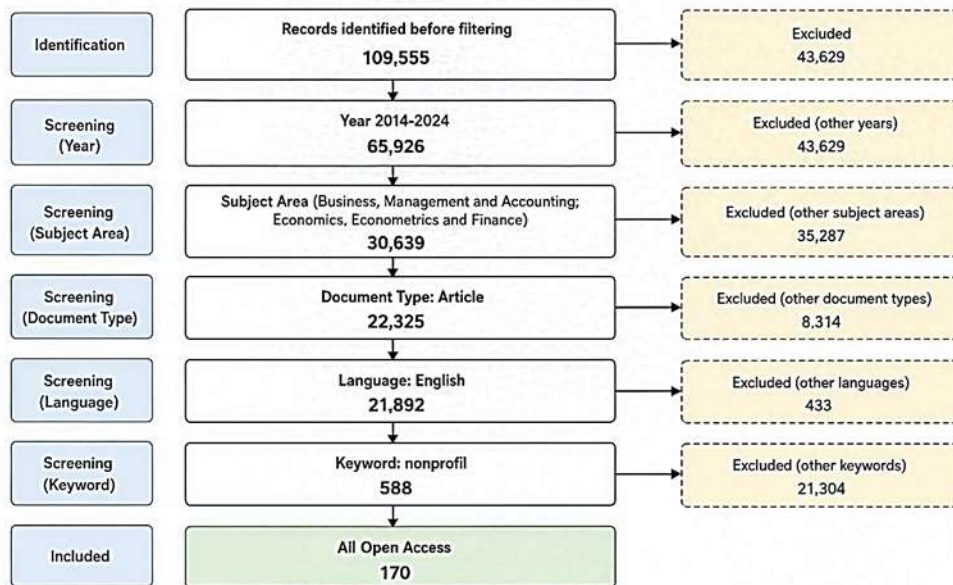 Identification
Records identified before filtering
109,555
Excluded
43,629
Screening
(Year)
Year 2014-2024
65,926
Excluded (other years)
43,629
Screening
(Subject Area)
Subject Area (Business, Management and Accounting;
Economics, Econometrics and Finance)
30,639
Excluded (other subject areas)
35,287
Screening
(Document Type)
Document Type: Article
22,325
Excluded (other document types)
8,314
Screening
(Language)
Language: English
21,892
Excluded (other languages)
433
Screening
(Keyword)
Keyword: nonprofil
588
Excluded (other keywords)
21,304
Included
All Open Access
170